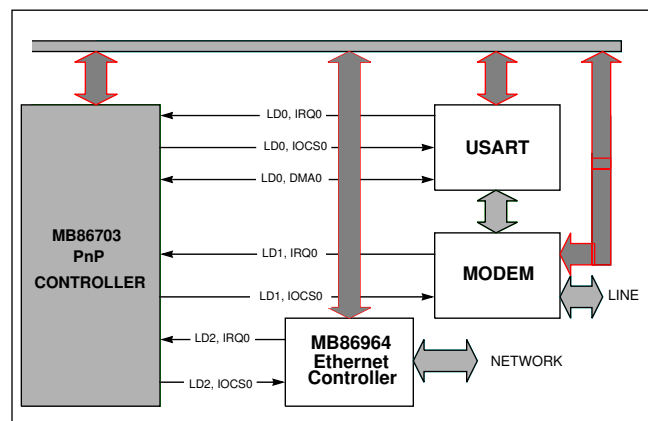 LD0, IRQ0
LD0, IOCS0
USART
LD0, DMA0
MB86703
PnP
CONTROLLER
LD1, IRQ0
MODEM
LD1, IOCS0
LINE
LD2, IRQ0
MB86964
Ethernet
Controller
NETWORK
LD2, IOCS0